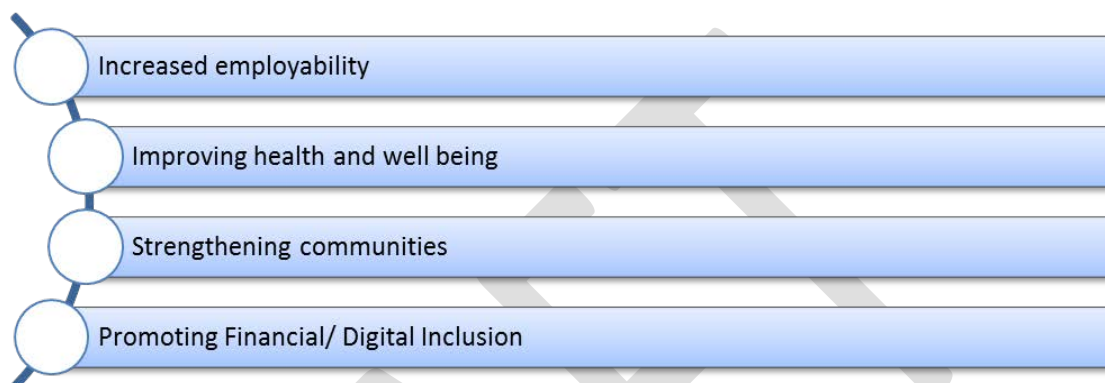 Increased employability
Improving health and well being
Strengthening communities
Promoting Financial/ Digital Inclusion